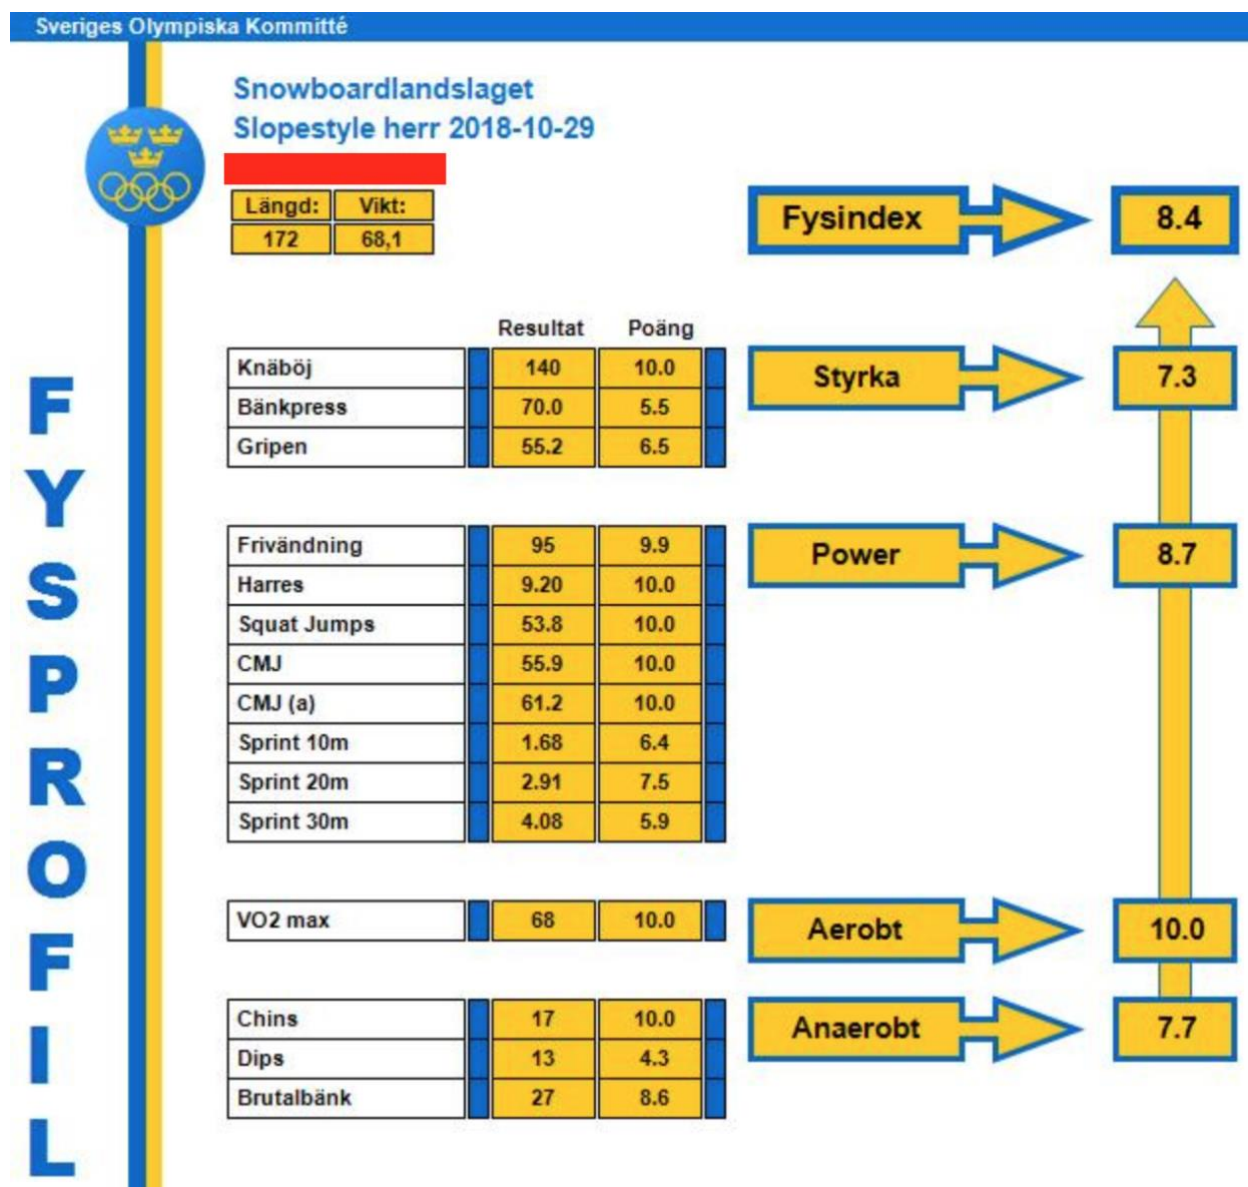 Sveriges Olympiska Kommitté
Snowboardlandslaget
Slopestyle herr 2018-10-29
Längd: Vikt:
172 68,1
Fysindex 8.4
Resultat Poäng
Knäböj 140 10.0 Styrka 7.3
Bänkpress 70.0 5.5
Gripen 55.2 6.5
Frivändning 95 9.9 Power 8.7
Harres 9.20 10.0
Squat Jumps 53.8 10.0
CMJ 55.9 10.0
CMJ (a) 61.2 10.0
Sprint 10m 1.68 6.4
Sprint 20m 2.91 7.5
Sprint 30m 4.08 5.9
VO2 max 68 10.0 Aerobt 10.0
Chins 17 10.0 Anaerobt 7.7
Dips 13 4.3
Brutalbänk 27 8.6
FYSPROFIL